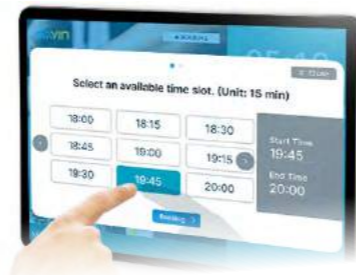 Select an available time slot. (Unit: 15 min)
18:00 18:15 18:30
18:45 19:00 19:15
19:30 19:45 20:00
Start Time
19:45
End Time
20:00
Booking >